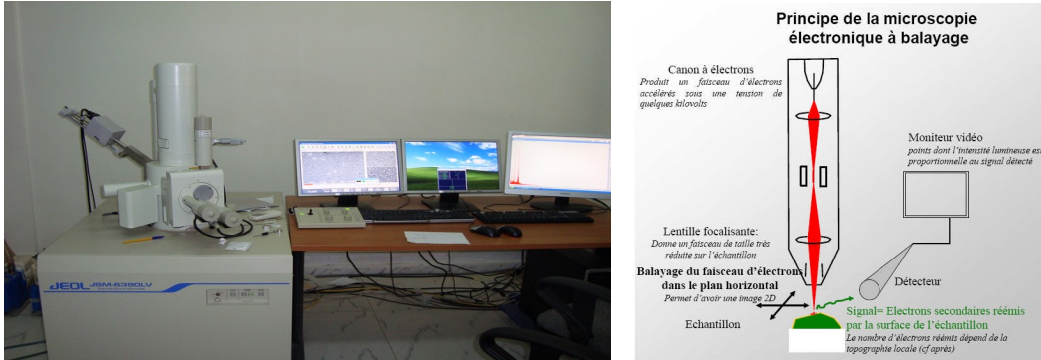 JEOL JSM-6390LV
Principe de la microscopie
électronique à balayage
Canon à électrons
Produit un faisceau d'électrons
accélérés sous une tension de
quelques kilovolts
Moniteur vidéo
points dont l'intensité lumineuse est
proportionnelle au signal détecté
Lentille focalisante:
Donne un faisceau de taille très
réduite sur l'échantillon
Balayage du faisceau d'électrons
dans le plan horizontal
Permet d'avoir une image 2D
Détecteur
Echantillon
Signal= Electrons secondaires réémis
par la surface de l'échantillon
Le nombre d'électrons réémis dépend de la
topographie locale (cf après)